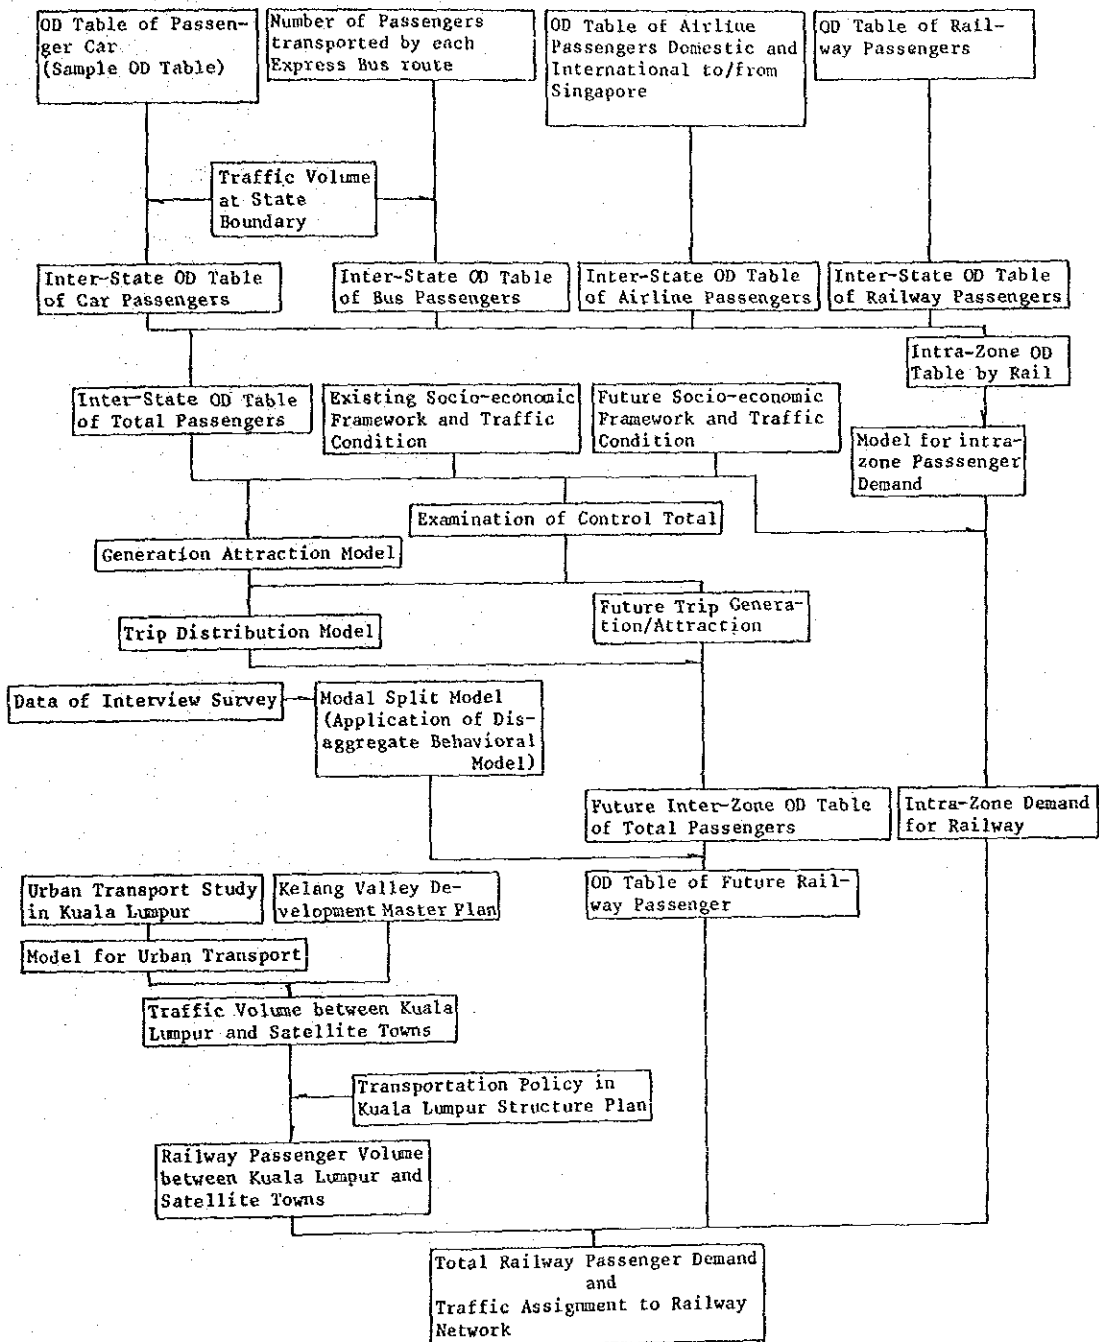 OD Table of Passen-
ger Car
(Sample OD Table)
Number of Passengers
transported by each
Express Bus route
OD Table of Airline
Passengers Domestic and
International to/from
Singapore
OD Table of Rail-
way Passengers
Traffic Volume
at State
Boundary
Inter-State OD Table
of Car Passengers
Inter-State OD Table
of Bus Passengers
Inter-State OD Table
of Airline Passengers
Inter-State OD Table
of Railway Passengers
Intra-Zone OD
Table by Rail
Inter-State OD Table
of Total Passengers
Existing Socio-economic
Framework and Traffic
Condition
Future Socio-economic
Framework and Traffic
Condition
Model for intra-
zone Passsenger
Demand
Examination of Control Total
Generation Attraction Model
Trip Distribution Model
Future Trip Genera-
tion/Attraction
Data of Interview Survey
Modal Split Model
(Application of Dis-
aggregate Behavioral
Model)
Future Inter-Zone OD Table
of Total Passengers
Intra-Zone Demand
for Railway
Urban Transport Study
in Kuala Lumpur
Kelang Valley De-
velopment Master Plan
OD Table of Future Rail-
way Passenger
Model for Urban Transport
Traffic Volume between Kuala
Lumpur and Satellite Towns
Transportation Policy in
Kuala Lumpur Structure Plan
Railway Passenger Volume
between Kuala Lumpur and
Satellite Towns
Total Railway Passenger Demand
and
Traffic Assignment to Railway
Network